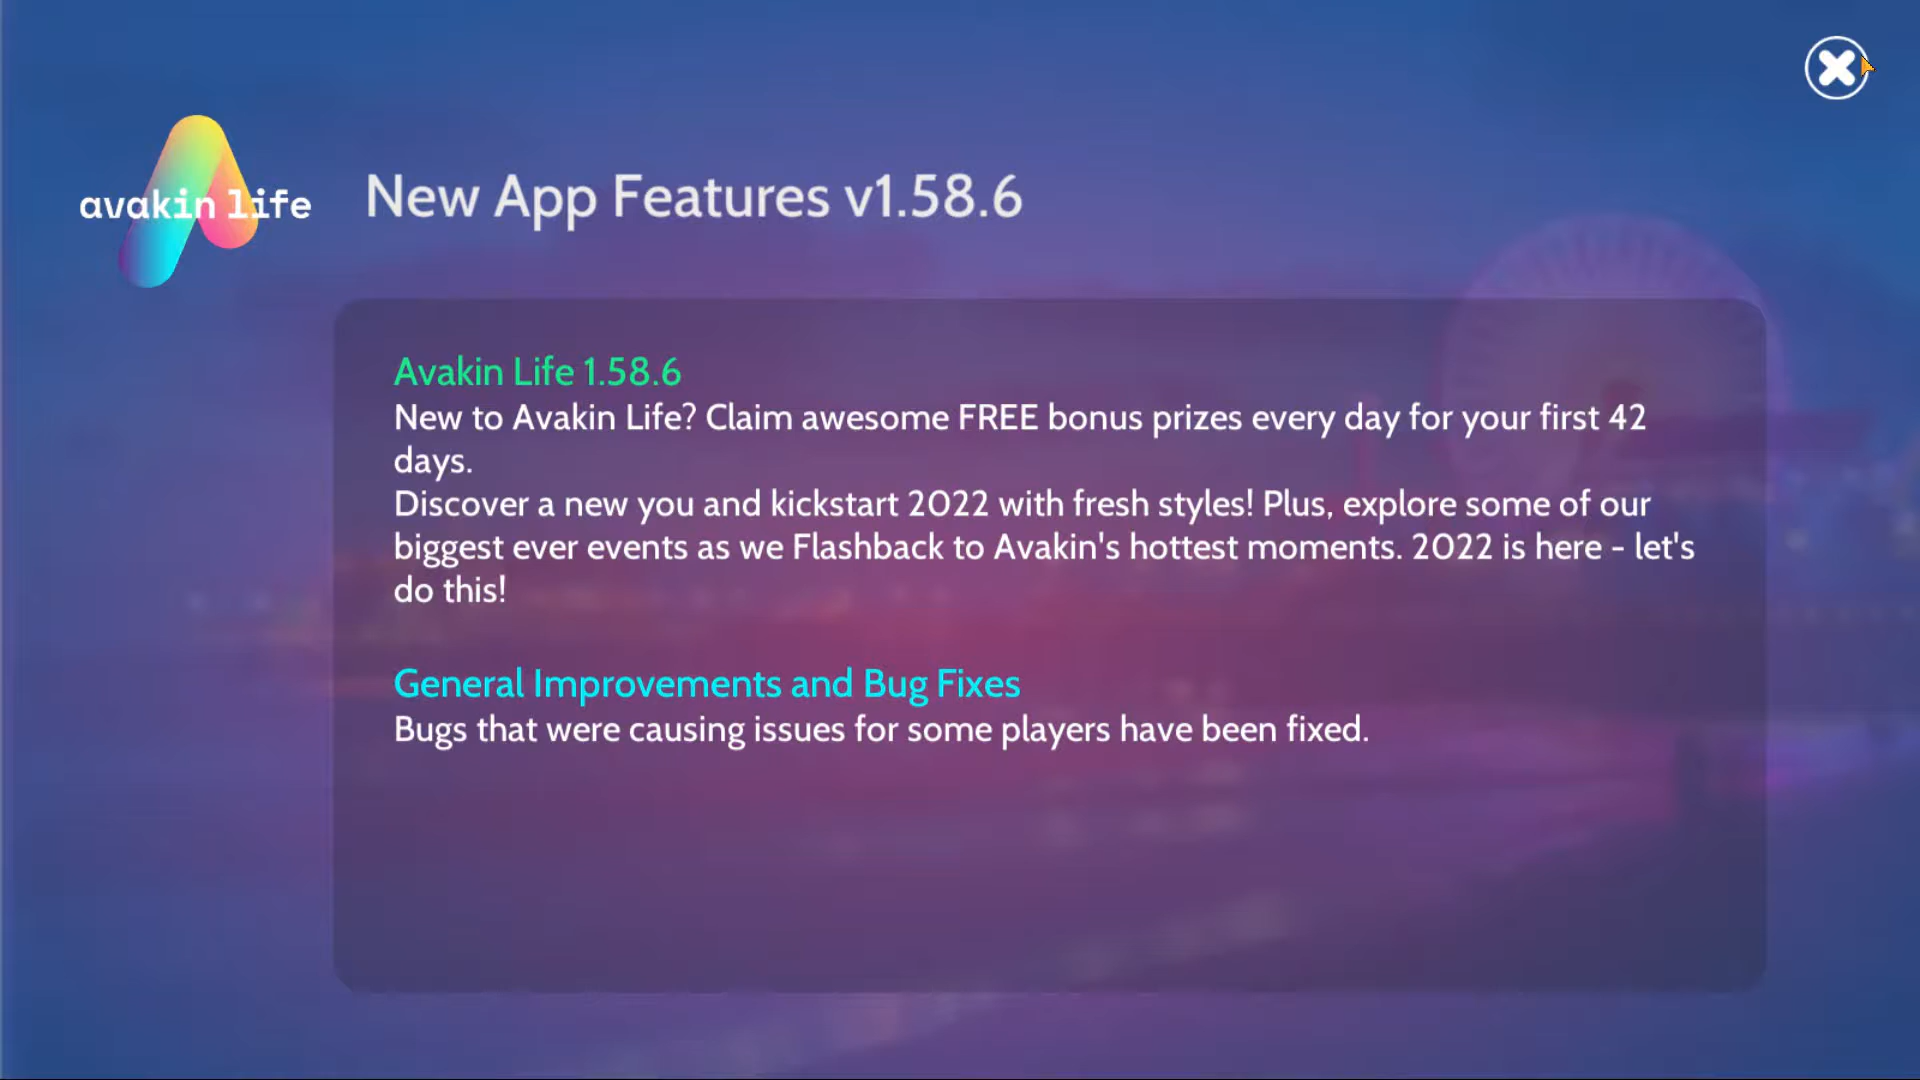 avakin life
New App Features v1.58.6
Avakin Life 1.58.6
New to Avakin Life? Claim awesome FREE bonus prizes every day for your first 42
days.
Discover a new you and kickstart 2022 with fresh styles! Plus, explore some of our
biggest ever events as we Flashback to Avakin's hottest moments. 2022 is here - let's
do this!
General Improvements and Bug Fixes
Bugs that were causing issues for some players have been fixed.